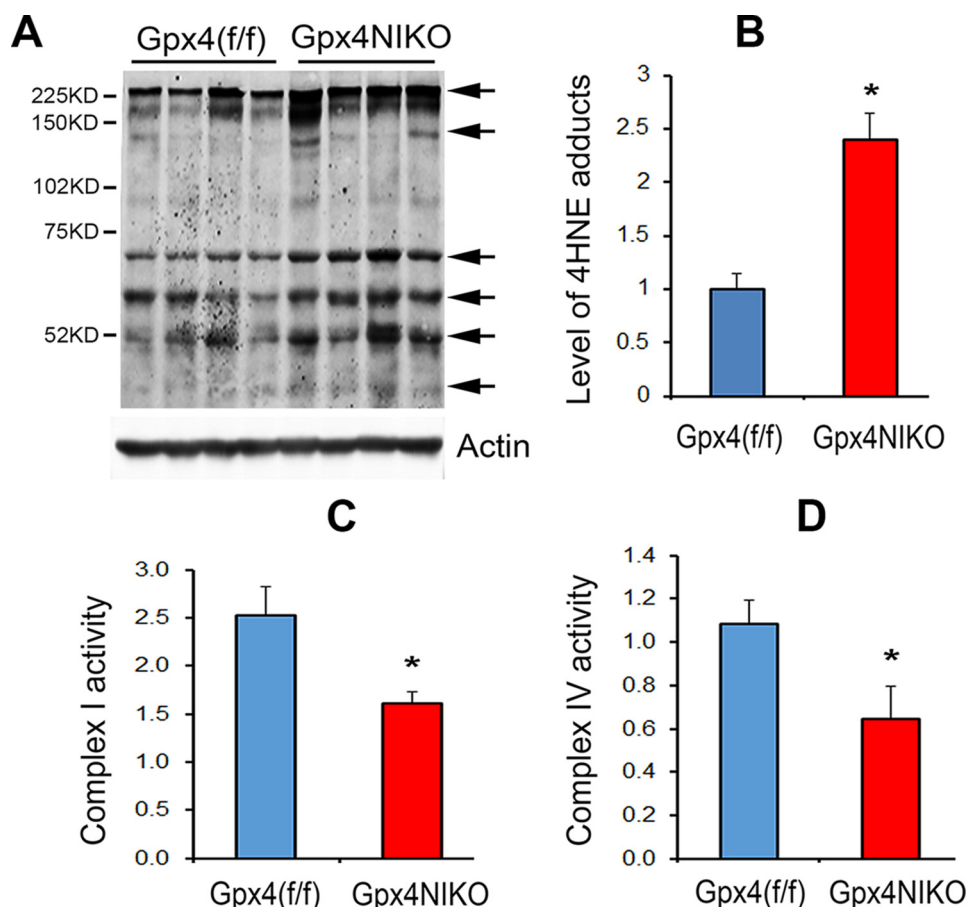 A
Gpx4(f/f) Gpx4NIKO
225KD
150KD
102KD
75KD
52KD
Actin
B
Level of 4HNE adducts
3
2.5
2
1.5
1
0.5
0
*
Gpx4(f/f) Gpx4NIKO
C
Complex I activity
3.0
2.5
2.0
1.5
1.0
0.5
0.0
*
Gpx4(f/f) Gpx4NIKO
D
Complex IV activity
1.4
1.2
1.0
0.8
0.6
0.4
0.2
0.0
*
Gpx4(f/f) Gpx4NIKO